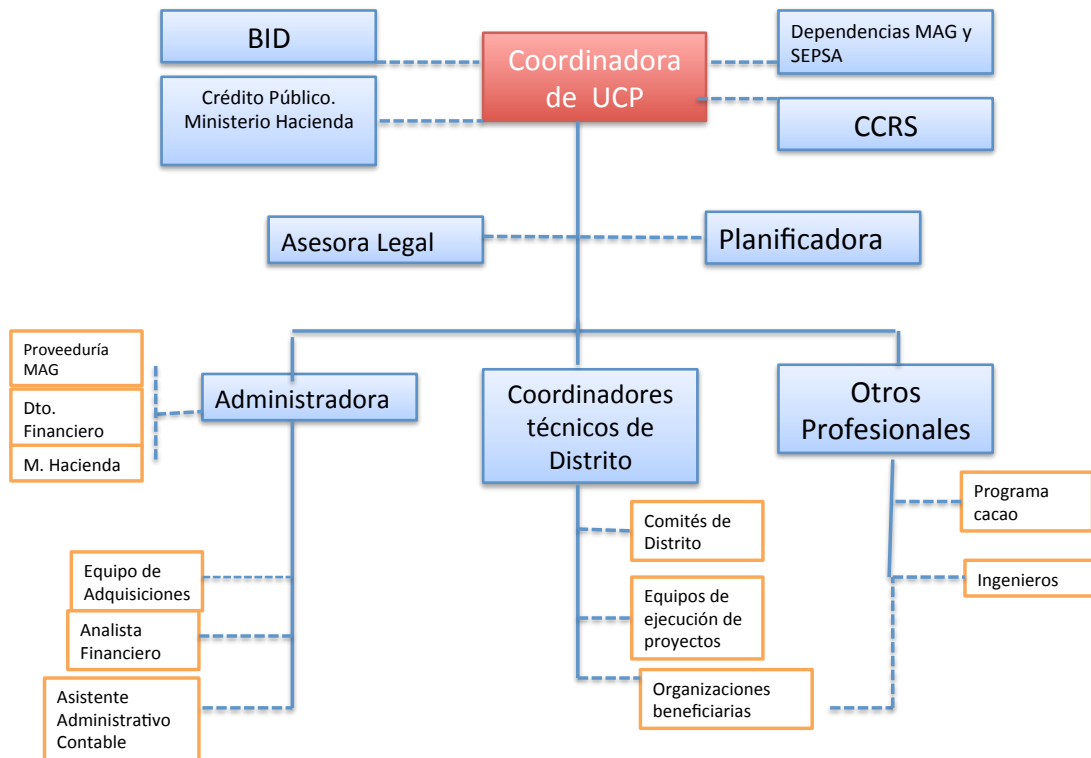 BID
Coordinadora
de UCP
Dependencias MAG y
SEPSA
Crédito Público.
Ministerio Hacienda
CCRS
Asesora Legal
Planificadora
Proveeduría
MAG
Dto.
Financiero
M. Hacienda
Administradora
Coordinadores
técnicos de
Distrito
Otros
Profesionales
Comités de
Distrito
Programa
cacao
Equipo de
Adquisiciones
Equipos de
ejecución de
proyectos
Ingenieros
Analista
Financiero
Asistente
Administrativo
Contable
Organizaciones
beneficiarias